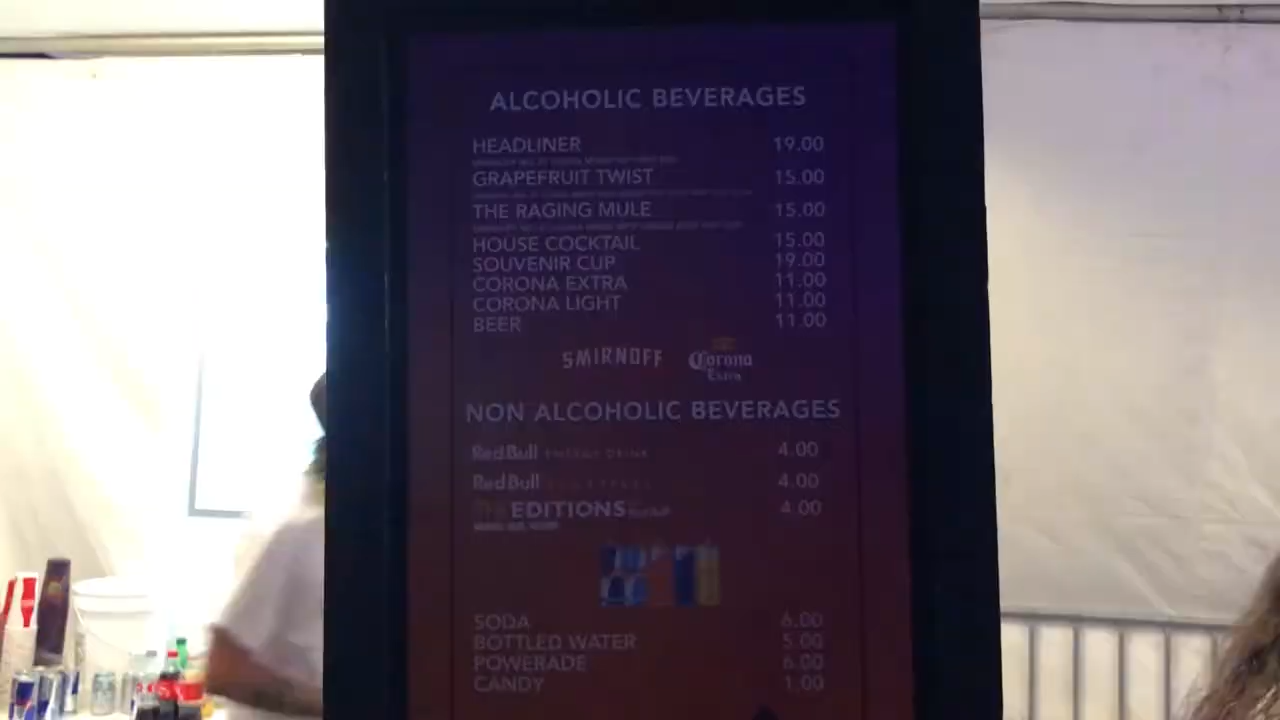 ALCOHOLIC BEVERAGES
HEADLINER 19.00
GRAPEFRUIT TWIST 15.00
THE RAGING MULE 15.00
HOUSE COCKTAIL 15.00
SOUVENIR CUP 19.00
CORONA EXTRA 11.00
CORONA LIGHT 11.00
BEER 11.00
SMIRNOFF Corona Extra
NON ALCOHOLIC BEVERAGES
Red Bull ENERGY DRINK 4.00
Red Bull 4.00
THE EDITIONS 4.00
SODA 6.00
BOTTLED WATER 5.00
POWERADE 6.00
CANDY 1.00